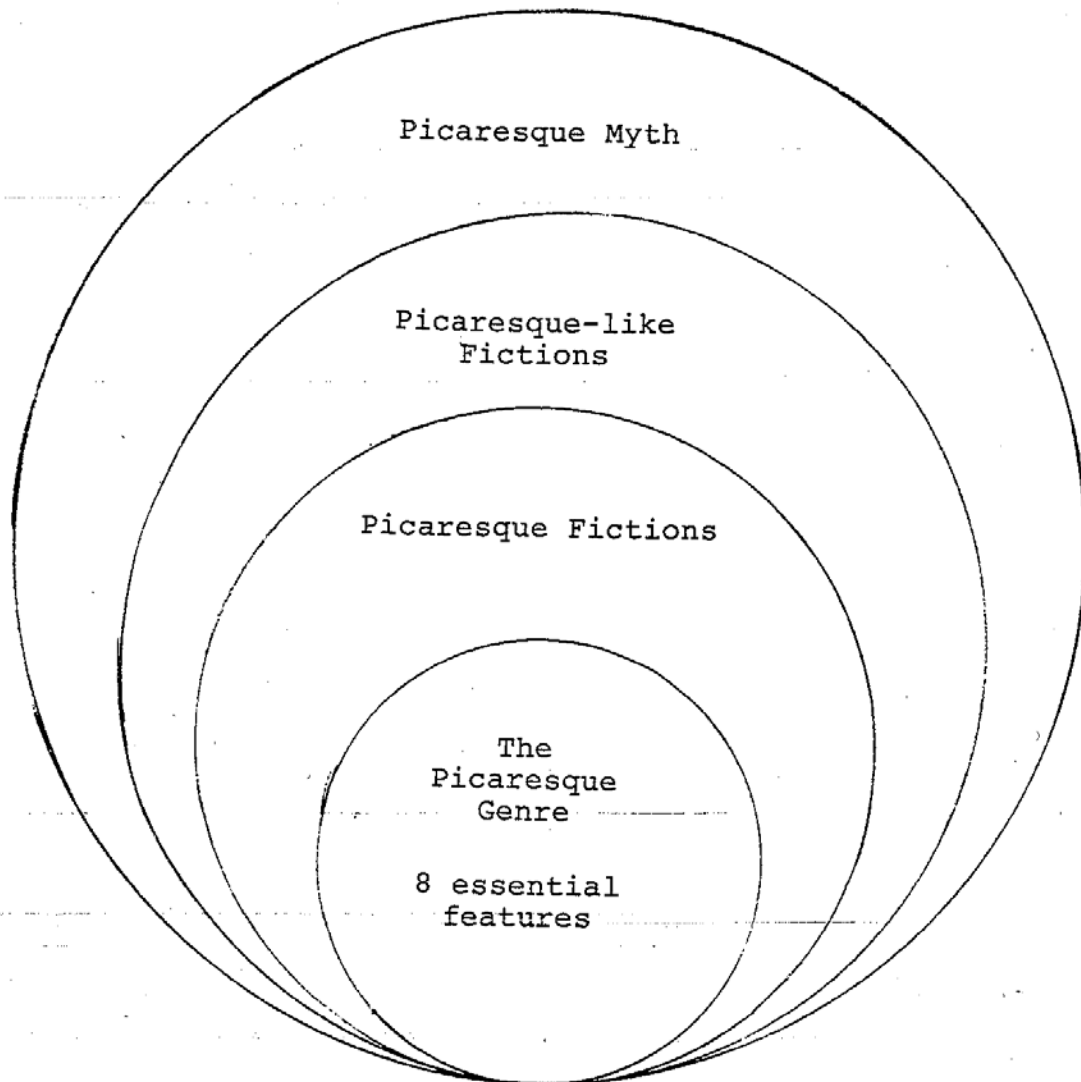 Picaresque Myth
Picaresque-like
Fictions
Picaresque Fictions
The
Picaresque
Genre
8 essential
features